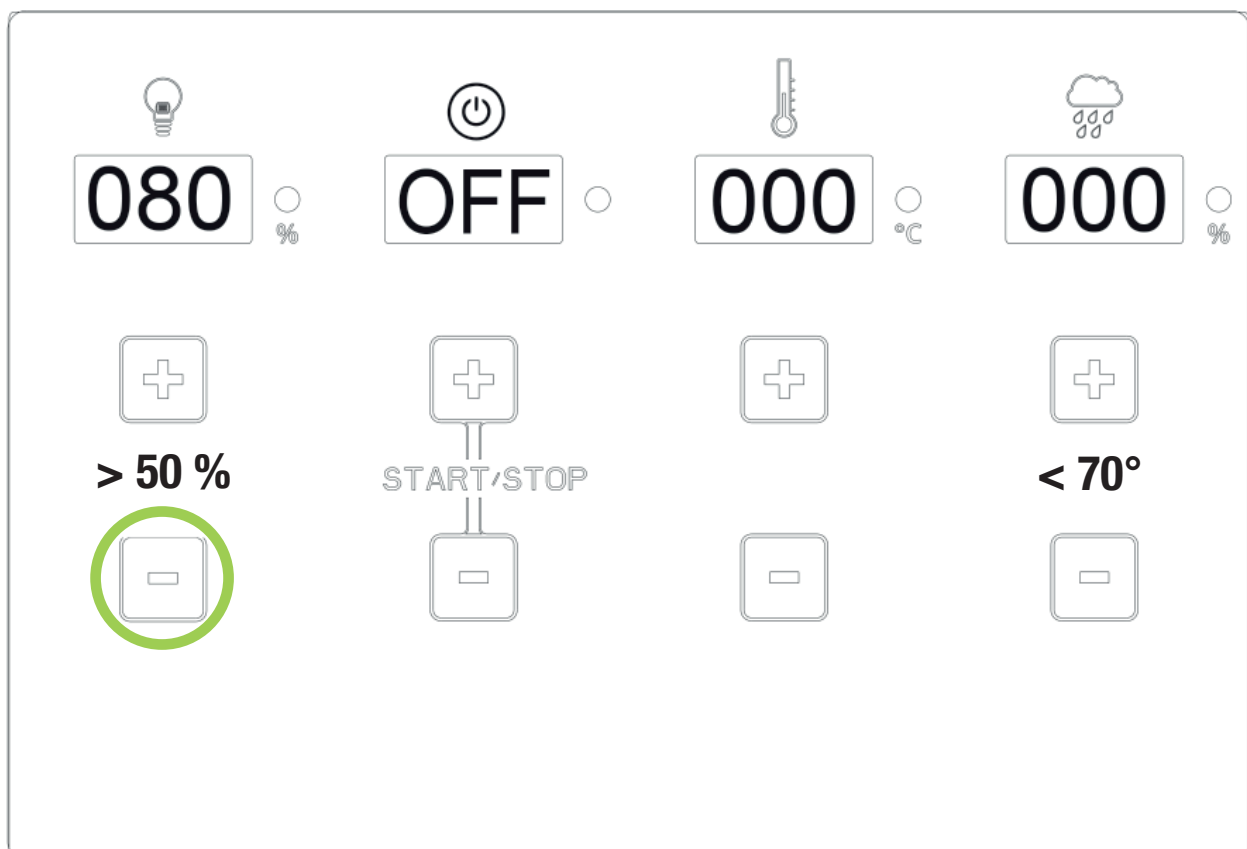 080 % OFF 000 °C 000 %
+ + + +
> 50 % START/STOP < 70°
- - - -